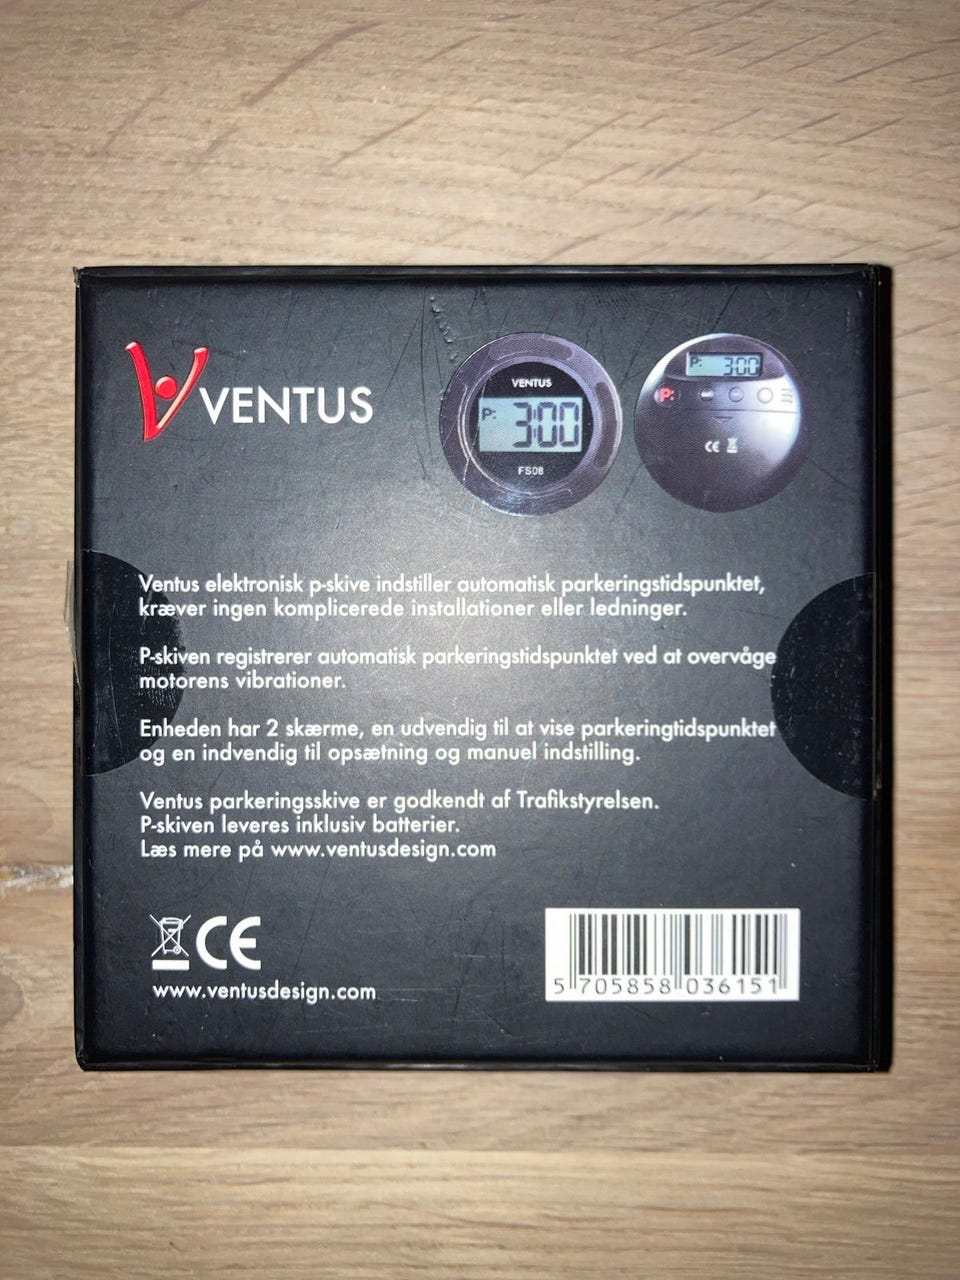 VENTUS
VENTUS
P: 3:00
FS08
P: 3:00
P:
CE
Ventus elektronisk p-skive indstiller automatisk parkeringstidspunktet,
kræver ingen komplicerede installationer eller ledninger.
P-skiven registrerer automatisk parkeringstidspunktet ved at overvåge
motorens vibrationer.
Enheden har 2 skærme, en udvendig til at vise parkeringtidspunktet
og en indvendig til opsætning og manuel indstilling.
Ventus parkeringsskive er godkendt af Trafikstyrelsen.
P-skiven leveres inklusiv batterier.
Læs mere på www.ventusdesign.com
CE
www.ventusdesign.com
5 705858 036151